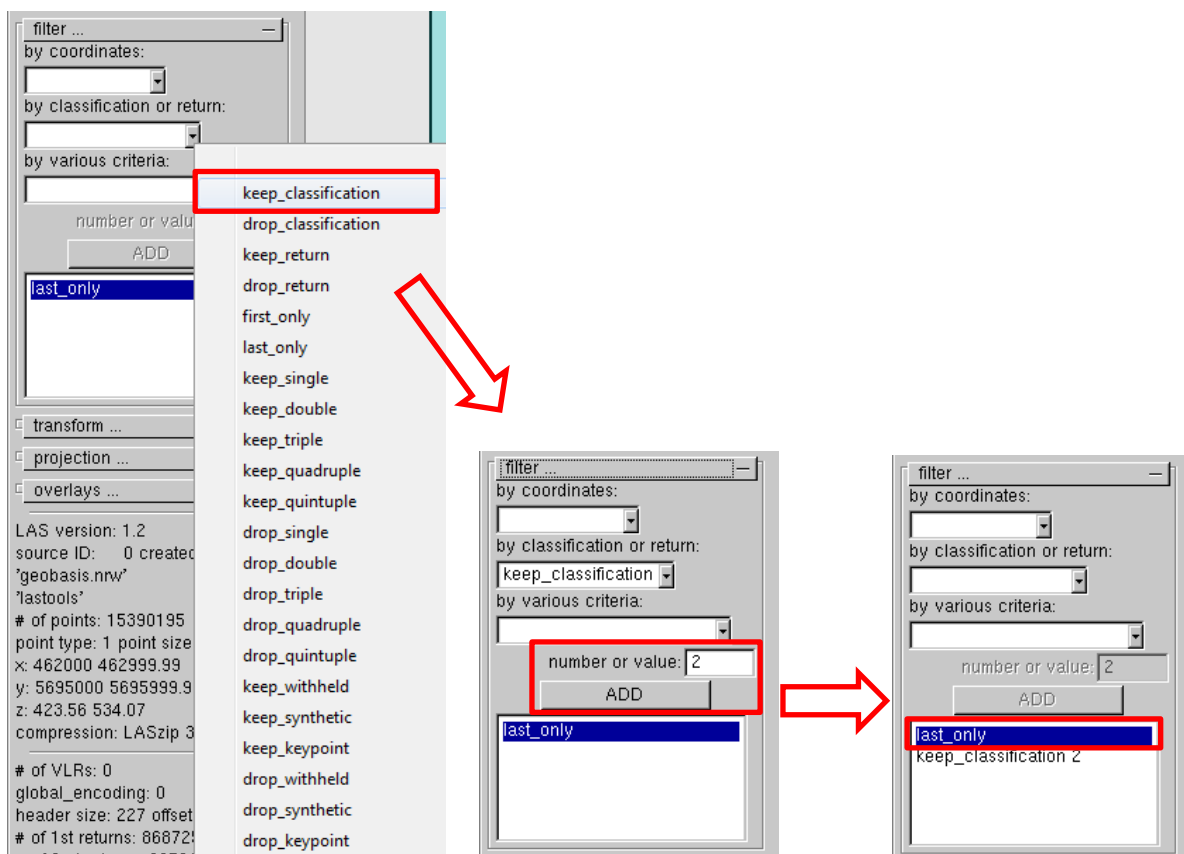 filter ...
by coordinates:
by classification or return:
by various criteria:
number or valu
ADD
last_only
transform ...
projection ...
overlays ...
LAS version: 1.2
source ID: 0 created
'geobasis.nrw'
'lastools'
# of points: 15390195
point type: 1 point size
x: 462000 462999.99
y: 5695000 5695999.9
z: 423.56 534.07
compression: LASzip 3
# of VLRs: 0
global_encoding: 0
header size: 227 offset
# of 1st returns: 868725
keep_classification
drop_classification
keep_return
drop_return
first_only
last_only
keep_single
keep_double
keep_triple
keep_quadruple
keep_quintuple
drop_single
drop_double
drop_triple
drop_quadruple
drop_quintuple
keep_withheld
keep_synthetic
keep_keypoint
drop_withheld
drop_synthetic
drop_keypoint
filter ...
by coordinates:
by classification or return:
keep_classification
by various criteria:
number or value: 2
ADD
last_only
filter ...
by coordinates:
by classification or return:
by various criteria:
number or value: 2
ADD
last_only
keep_classification 2